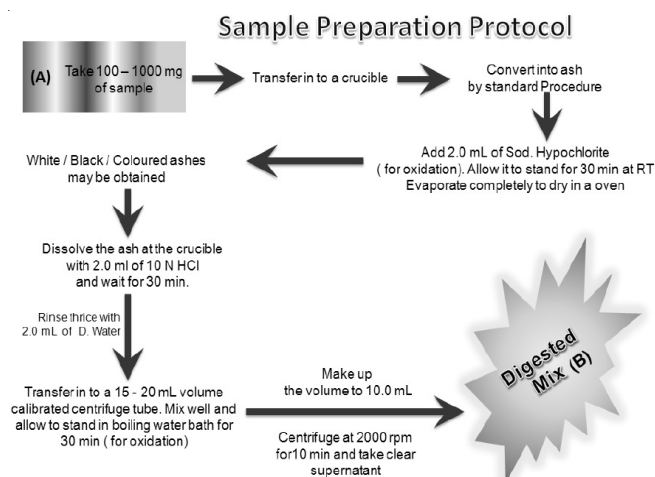 Sample Preparation Protocol
(A)
Take 100 – 1000 mg
of sample
Transfer in to a crucible
Convert into ash
by standard Procedure
Add 2.0 mL of Sod. Hypochlorite
( for oxidation). Allow it to stand for 30 min at RT
Evaporate completely to dry in a oven
White / Black / Coloured ashes
may be obtained
Dissolve the ash at the crucible
with 2.0 ml of 10 N HCl
and wait for 30 min.
Rinse thrice with
2.0 mL of D. Water
Transfer in to a 15 - 20 mL volume
calibrated centrifuge tube. Mix well and
allow to stand in boiling water bath for
30 min ( for oxidation)
Make up
the volume to 10.0 mL
Centrifuge at 2000 rpm
for10 min and take clear
supernatant
Digested
Mix (B)